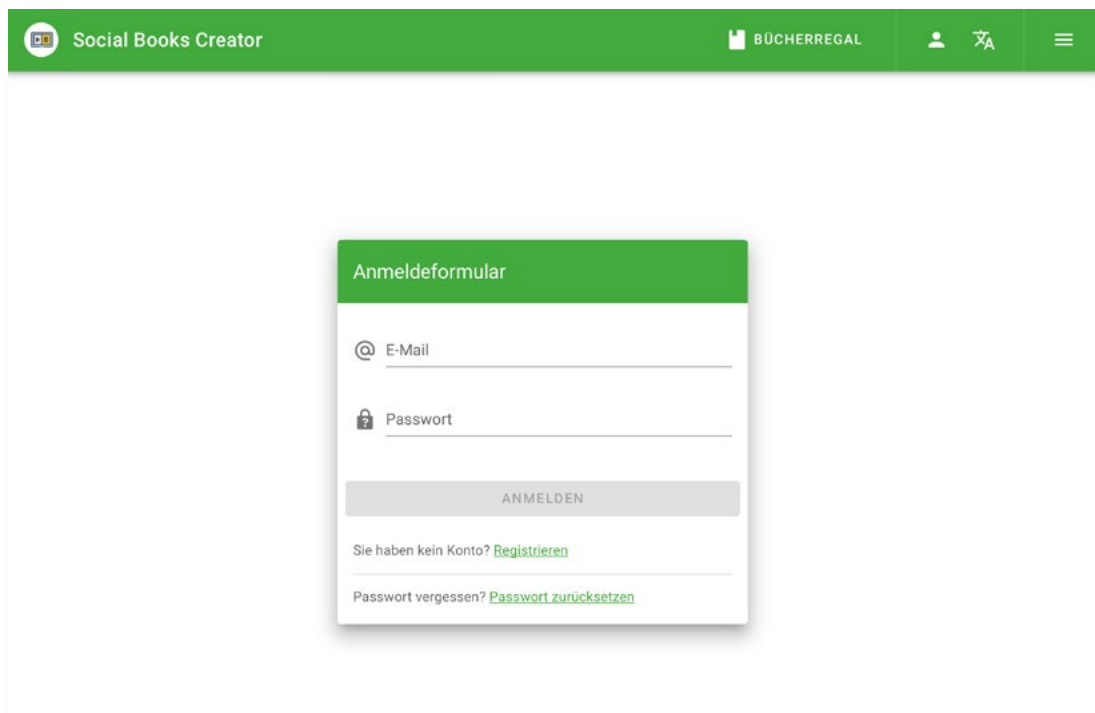 Social Books Creator
BÜCHERREGAL
Anmeldeformular
E-Mail
Passwort
ANMELDEN
Sie haben kein Konto? Registrieren
Passwort vergessen? Passwort zurücksetzen